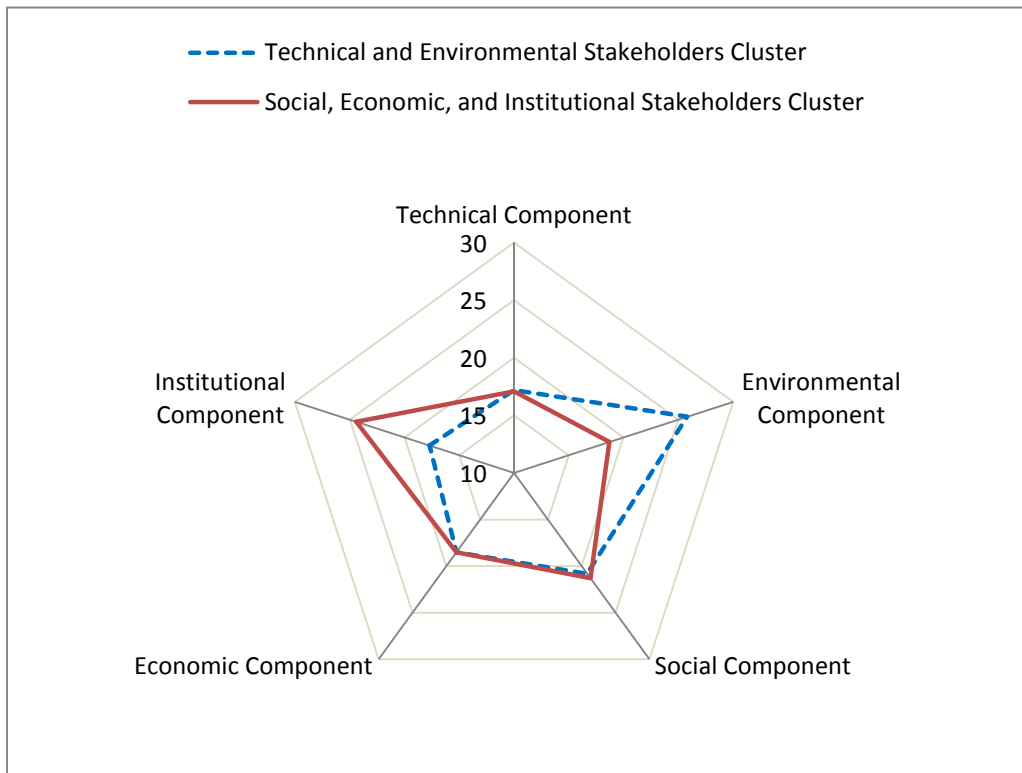 Technical and Environmental Stakeholders Cluster
Social, Economic, and Institutional Stakeholders Cluster
Technical Component
30
25
20
15
10
Institutional
Component
Environmental
Component
Economic Component
Social Component